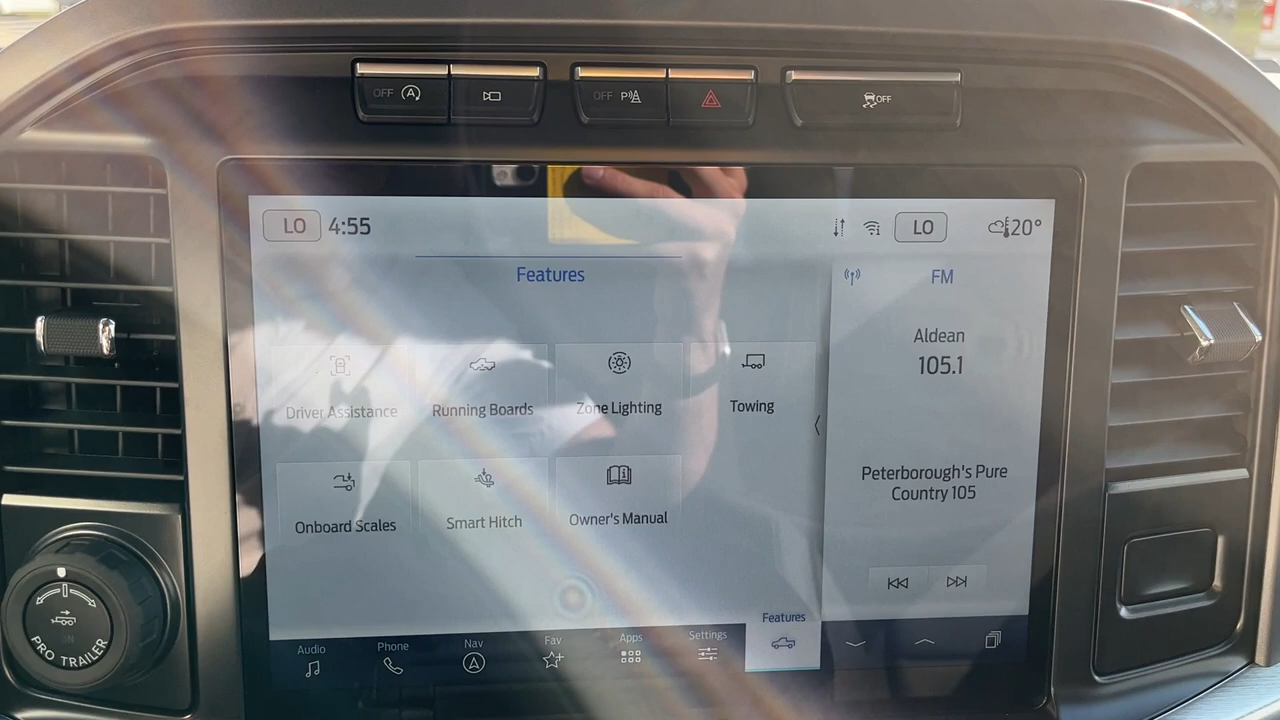 OFF
OFF
OFF
LO 4:55
LO 20°
Features
FM
Aldean
105.1
Driver Assistance
Running Boards
Zone Lighting
Towing
Peterborough's Pure
Country 105
Onboard Scales
Smart Hitch
Owner's Manual
PRO TRAILER
Audio
Phone
Nav
Fav
Apps
Settings
Features